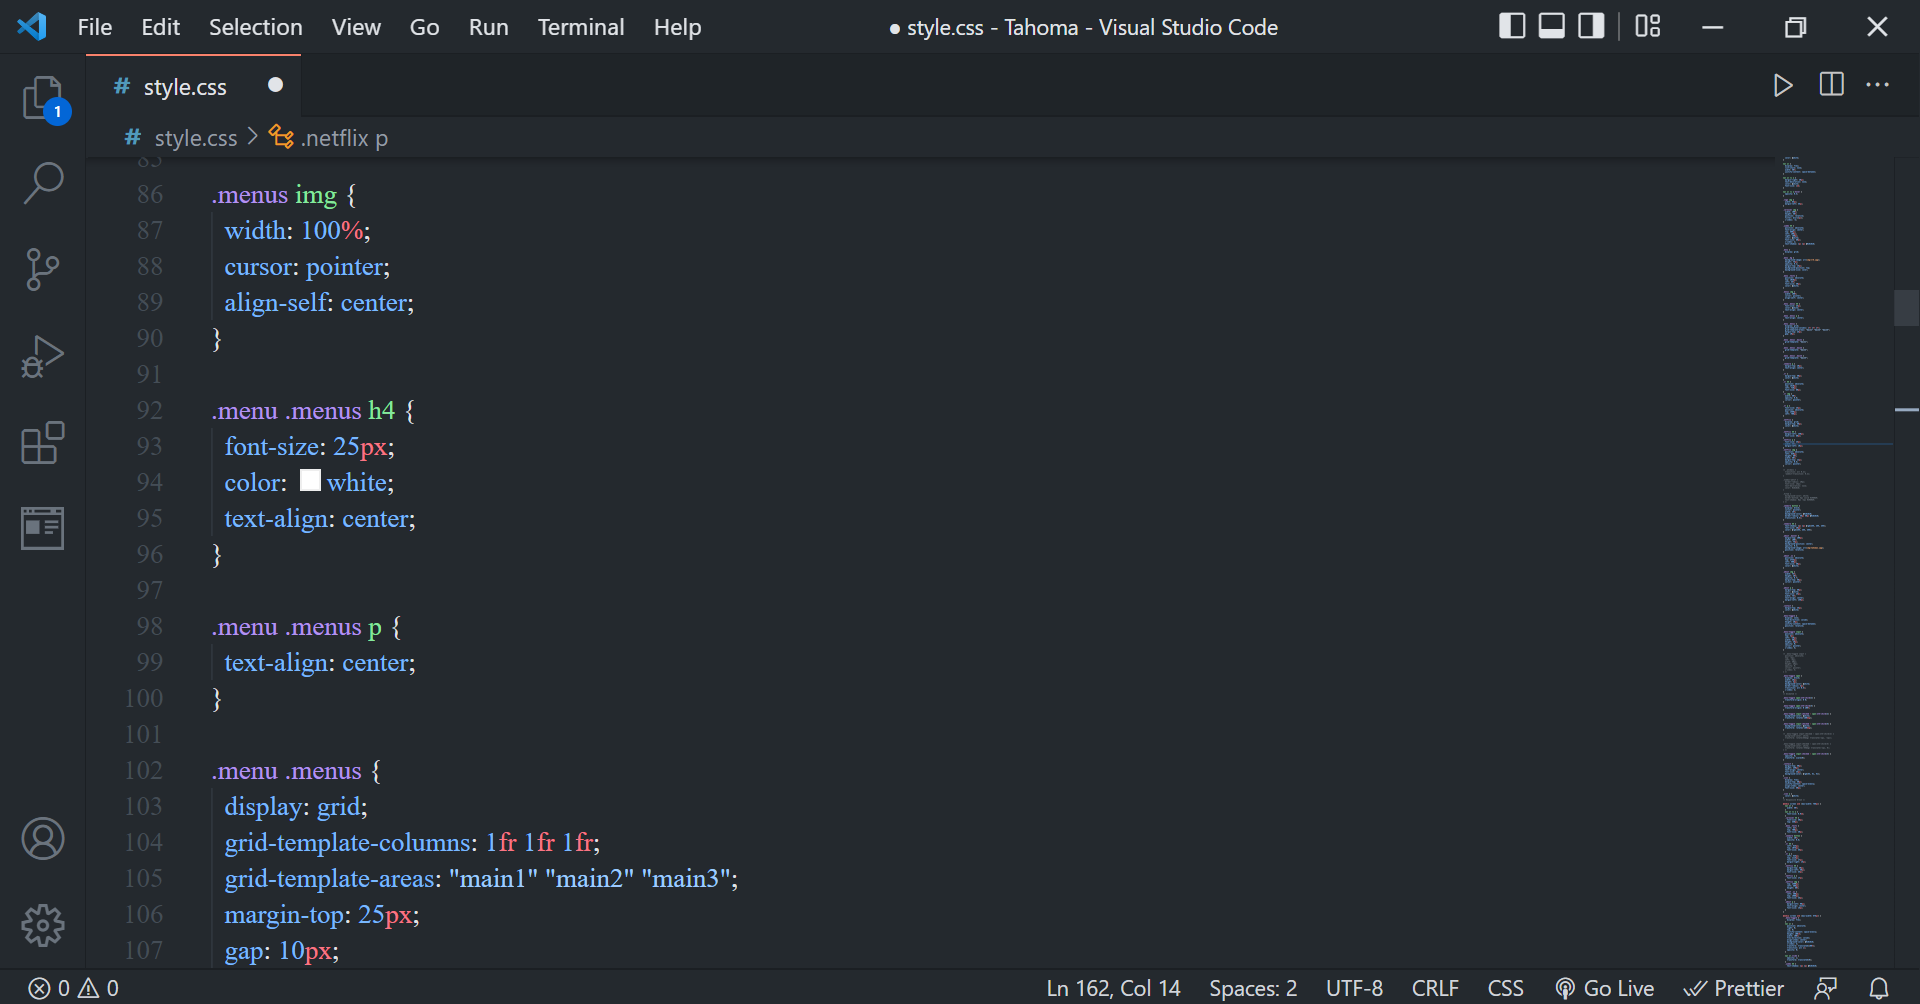 File Edit Selection View Go Run Terminal Help
● style.css - Tahoma - Visual Studio Code
# style.css
1
# style.css > .netflix p
85
86 .menus img {
87 width: 100%;
88 cursor: pointer;
89 align-self: center;
90 }
91
92 .menu .menus h4 {
93 font-size: 25px;
94 color: white;
95 text-align: center;
96 }
97
98 .menu .menus p {
99 text-align: center;
100 }
101
102 .menu .menus {
103 display: grid;
104 grid-template-columns: 1fr 1fr 1fr;
105 grid-template-areas: "main1" "main2" "main3";
106 margin-top: 25px;
107 gap: 10px;
0 0 Ln 162, Col 14 Spaces: 2 UTF-8 CRLF CSS Go Live Prettier